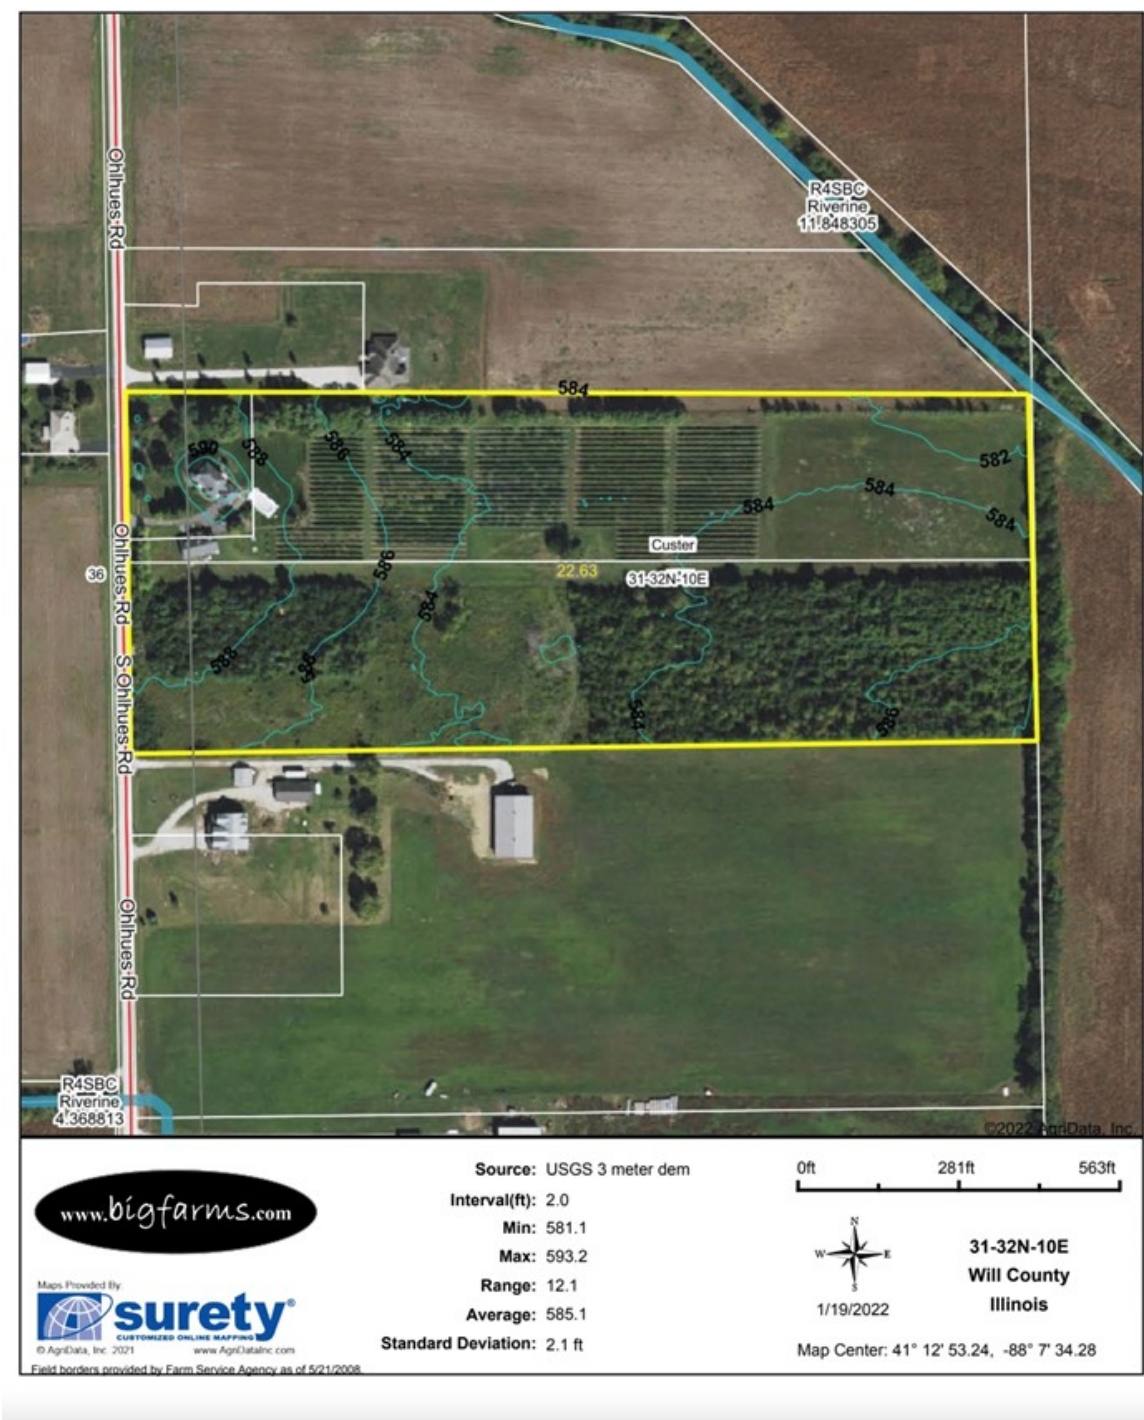 Ohlhues Rd
R4SBC
Riverine
11.848305
584
590
588
586
584
582
584
584
584
Ohlhues Rd
Custer
36
586
22.63
31-32N-10E
584
588
586
S Ohlhues Rd
584
586
Ohlhues Rd
R4SBC
Riverine
4.368813
©2022 AgriData, Inc.
www.bigfarms.com
Maps Provided By:
surety®
CUSTOMIZED ONLINE MAPPING
© AgriData, Inc. 2021 www.AgriDataInc.com
Field borders provided by Farm Service Agency as of 5/21/2008.
Source: USGS 3 meter dem
Interval(ft): 2.0
Min: 581.1
Max: 593.2
Range: 12.1
Average: 585.1
Standard Deviation: 2.1 ft
0ft 281ft 563ft
N
W E
S
1/19/2022
31-32N-10E
Will County
Illinois
Map Center: 41° 12' 53.24, -88° 7' 34.28